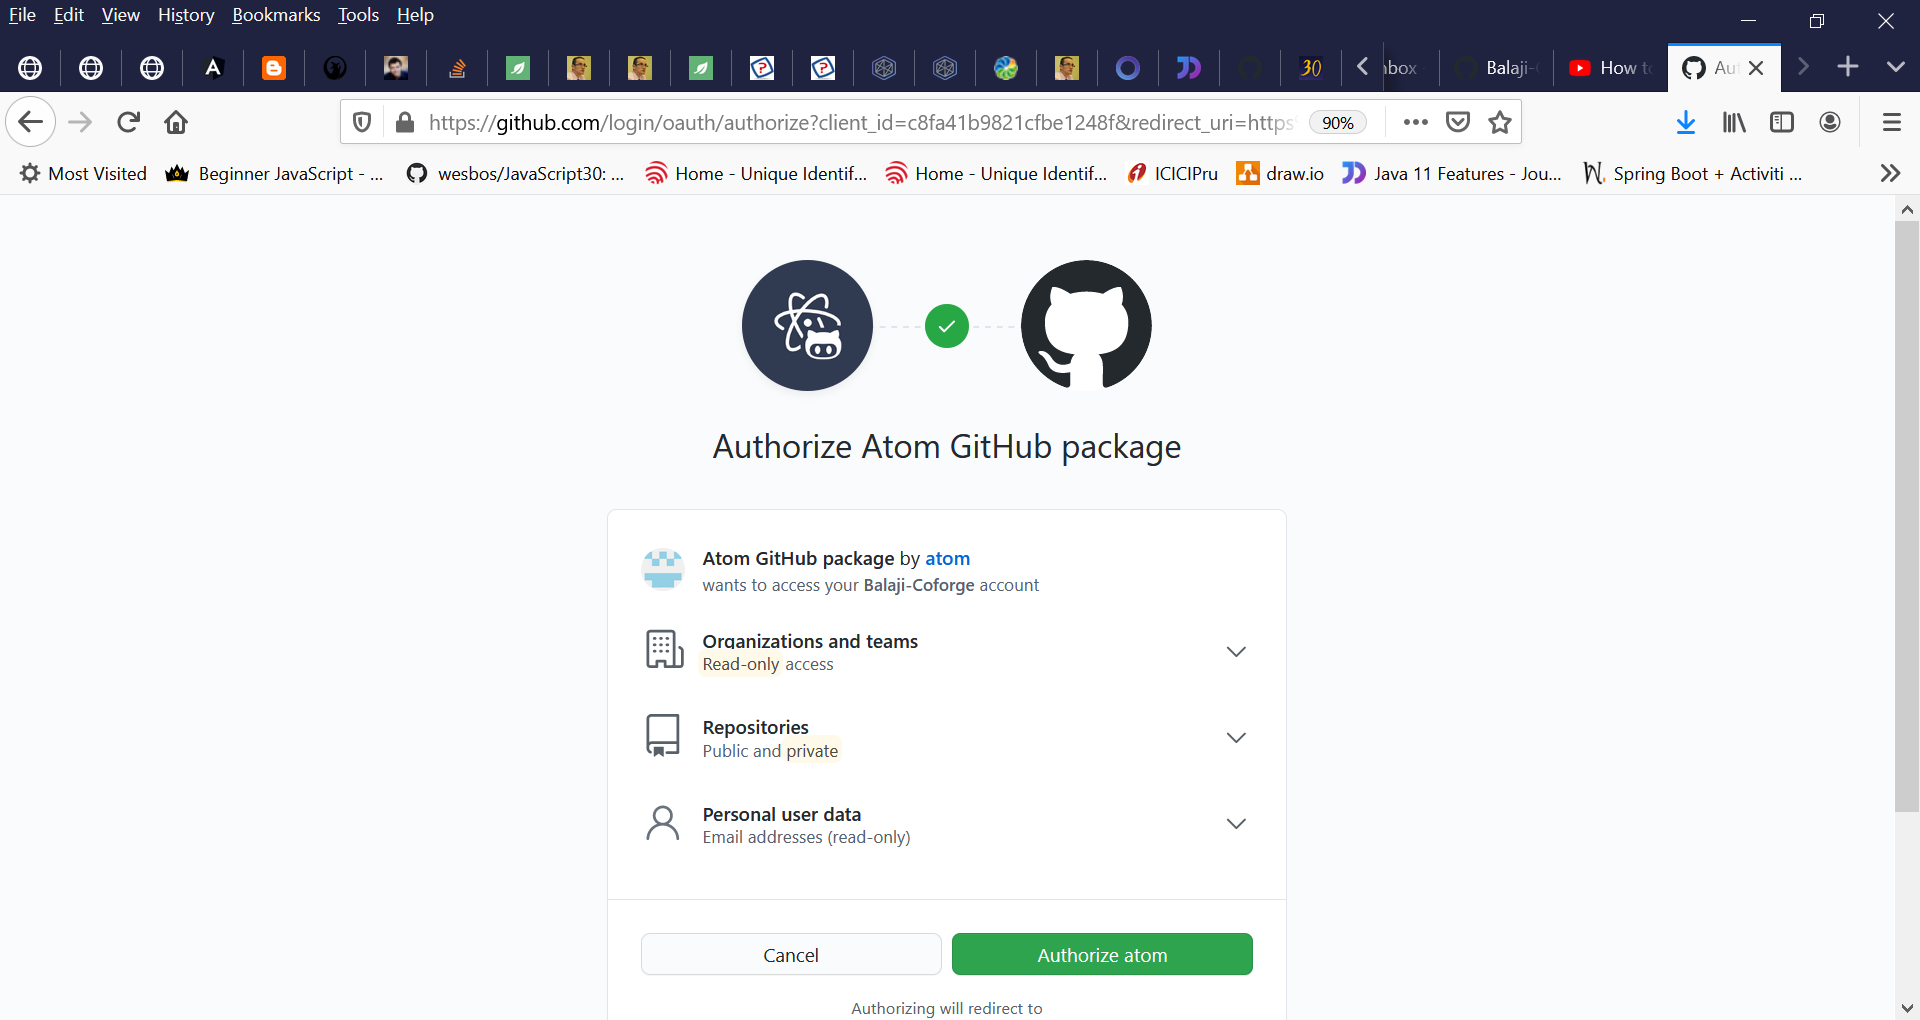 File Edit View History Bookmarks Tools Help
30 Balaji- How to
https://github.com/login/oauth/authorize?client_id=c8fa41b9821cfbe1248f&redirect_uri=https 90%
Most Visited Beginner JavaScript - ... wesbos/JavaScript30: ... Home - Unique Identif... Home - Unique Identif... ICICIPru draw.io Java 11 Features - Jou... Spring Boot + Activiti ...
Authorize Atom GitHub package
Atom GitHub package by atom
wants to access your Balaji-Coforge account
Organizations and teams
Read-only access
Repositories
Public and private
Personal user data
Email addresses (read-only)
Cancel Authorize atom
Authorizing will redirect to